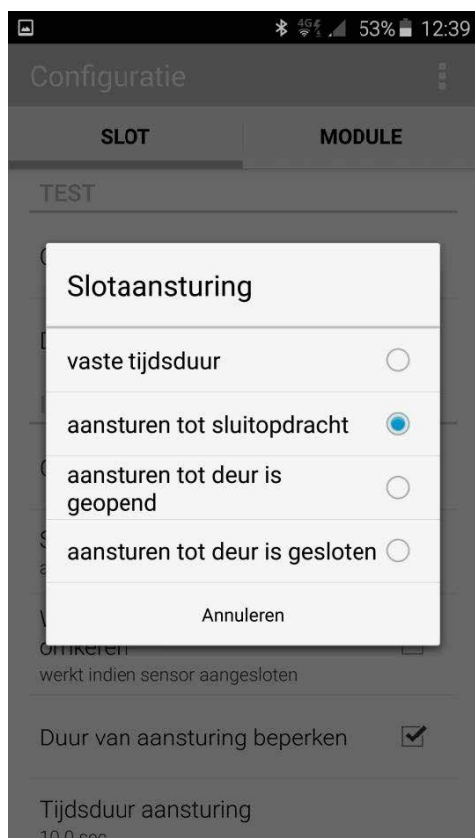 53% 12:39
Configuratie
SLOT MODULE
TEST
Slotaansturing
vaste tijdsduur
aansturen tot sluitopdracht
aansturen tot deur is
geopend
aansturen tot deur is gesloten
Annuleren
omkeren
werkt indien sensor aangesloten
Duur van aansturing beperken
Tijdsduur aansturing
10.0 sec